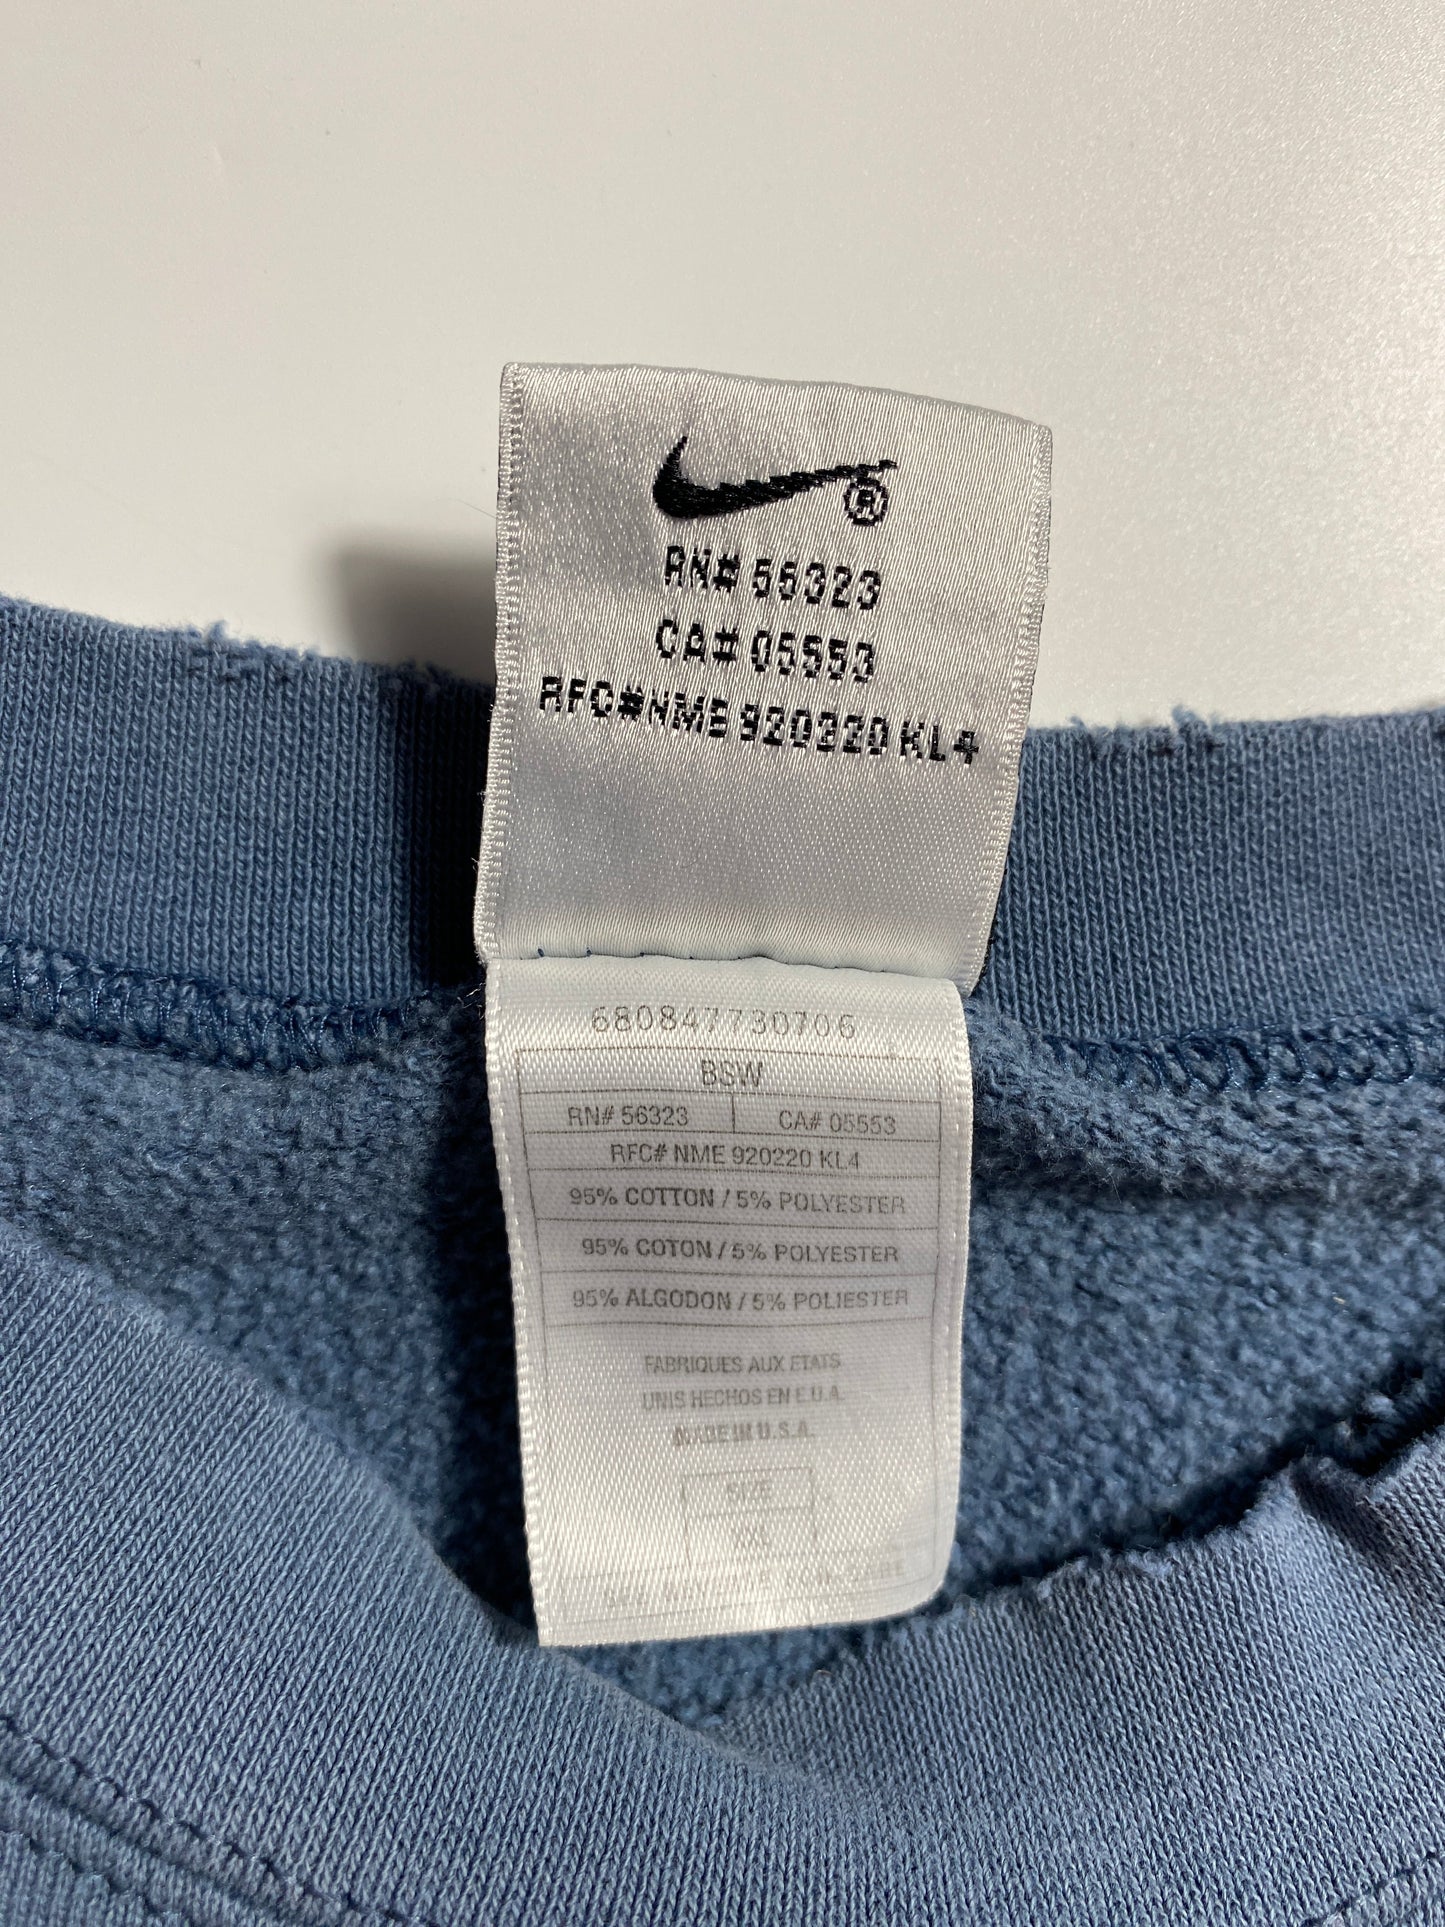 ®
RN# 56323
CA# 05553
RFC#NME 920220 KL4
680847730706
BSW
RN# 56323 CA# 05553
RFC# NME 920220 KL4
95% COTTON / 5% POLYESTER
95% COTON / 5% POLYESTER
95% ALGODON / 5% POLIESTER
FABRIQUES AUX ETATS
UNIS HECHOS EN E.U.A.
MADE IN U.S.A.
SIZE